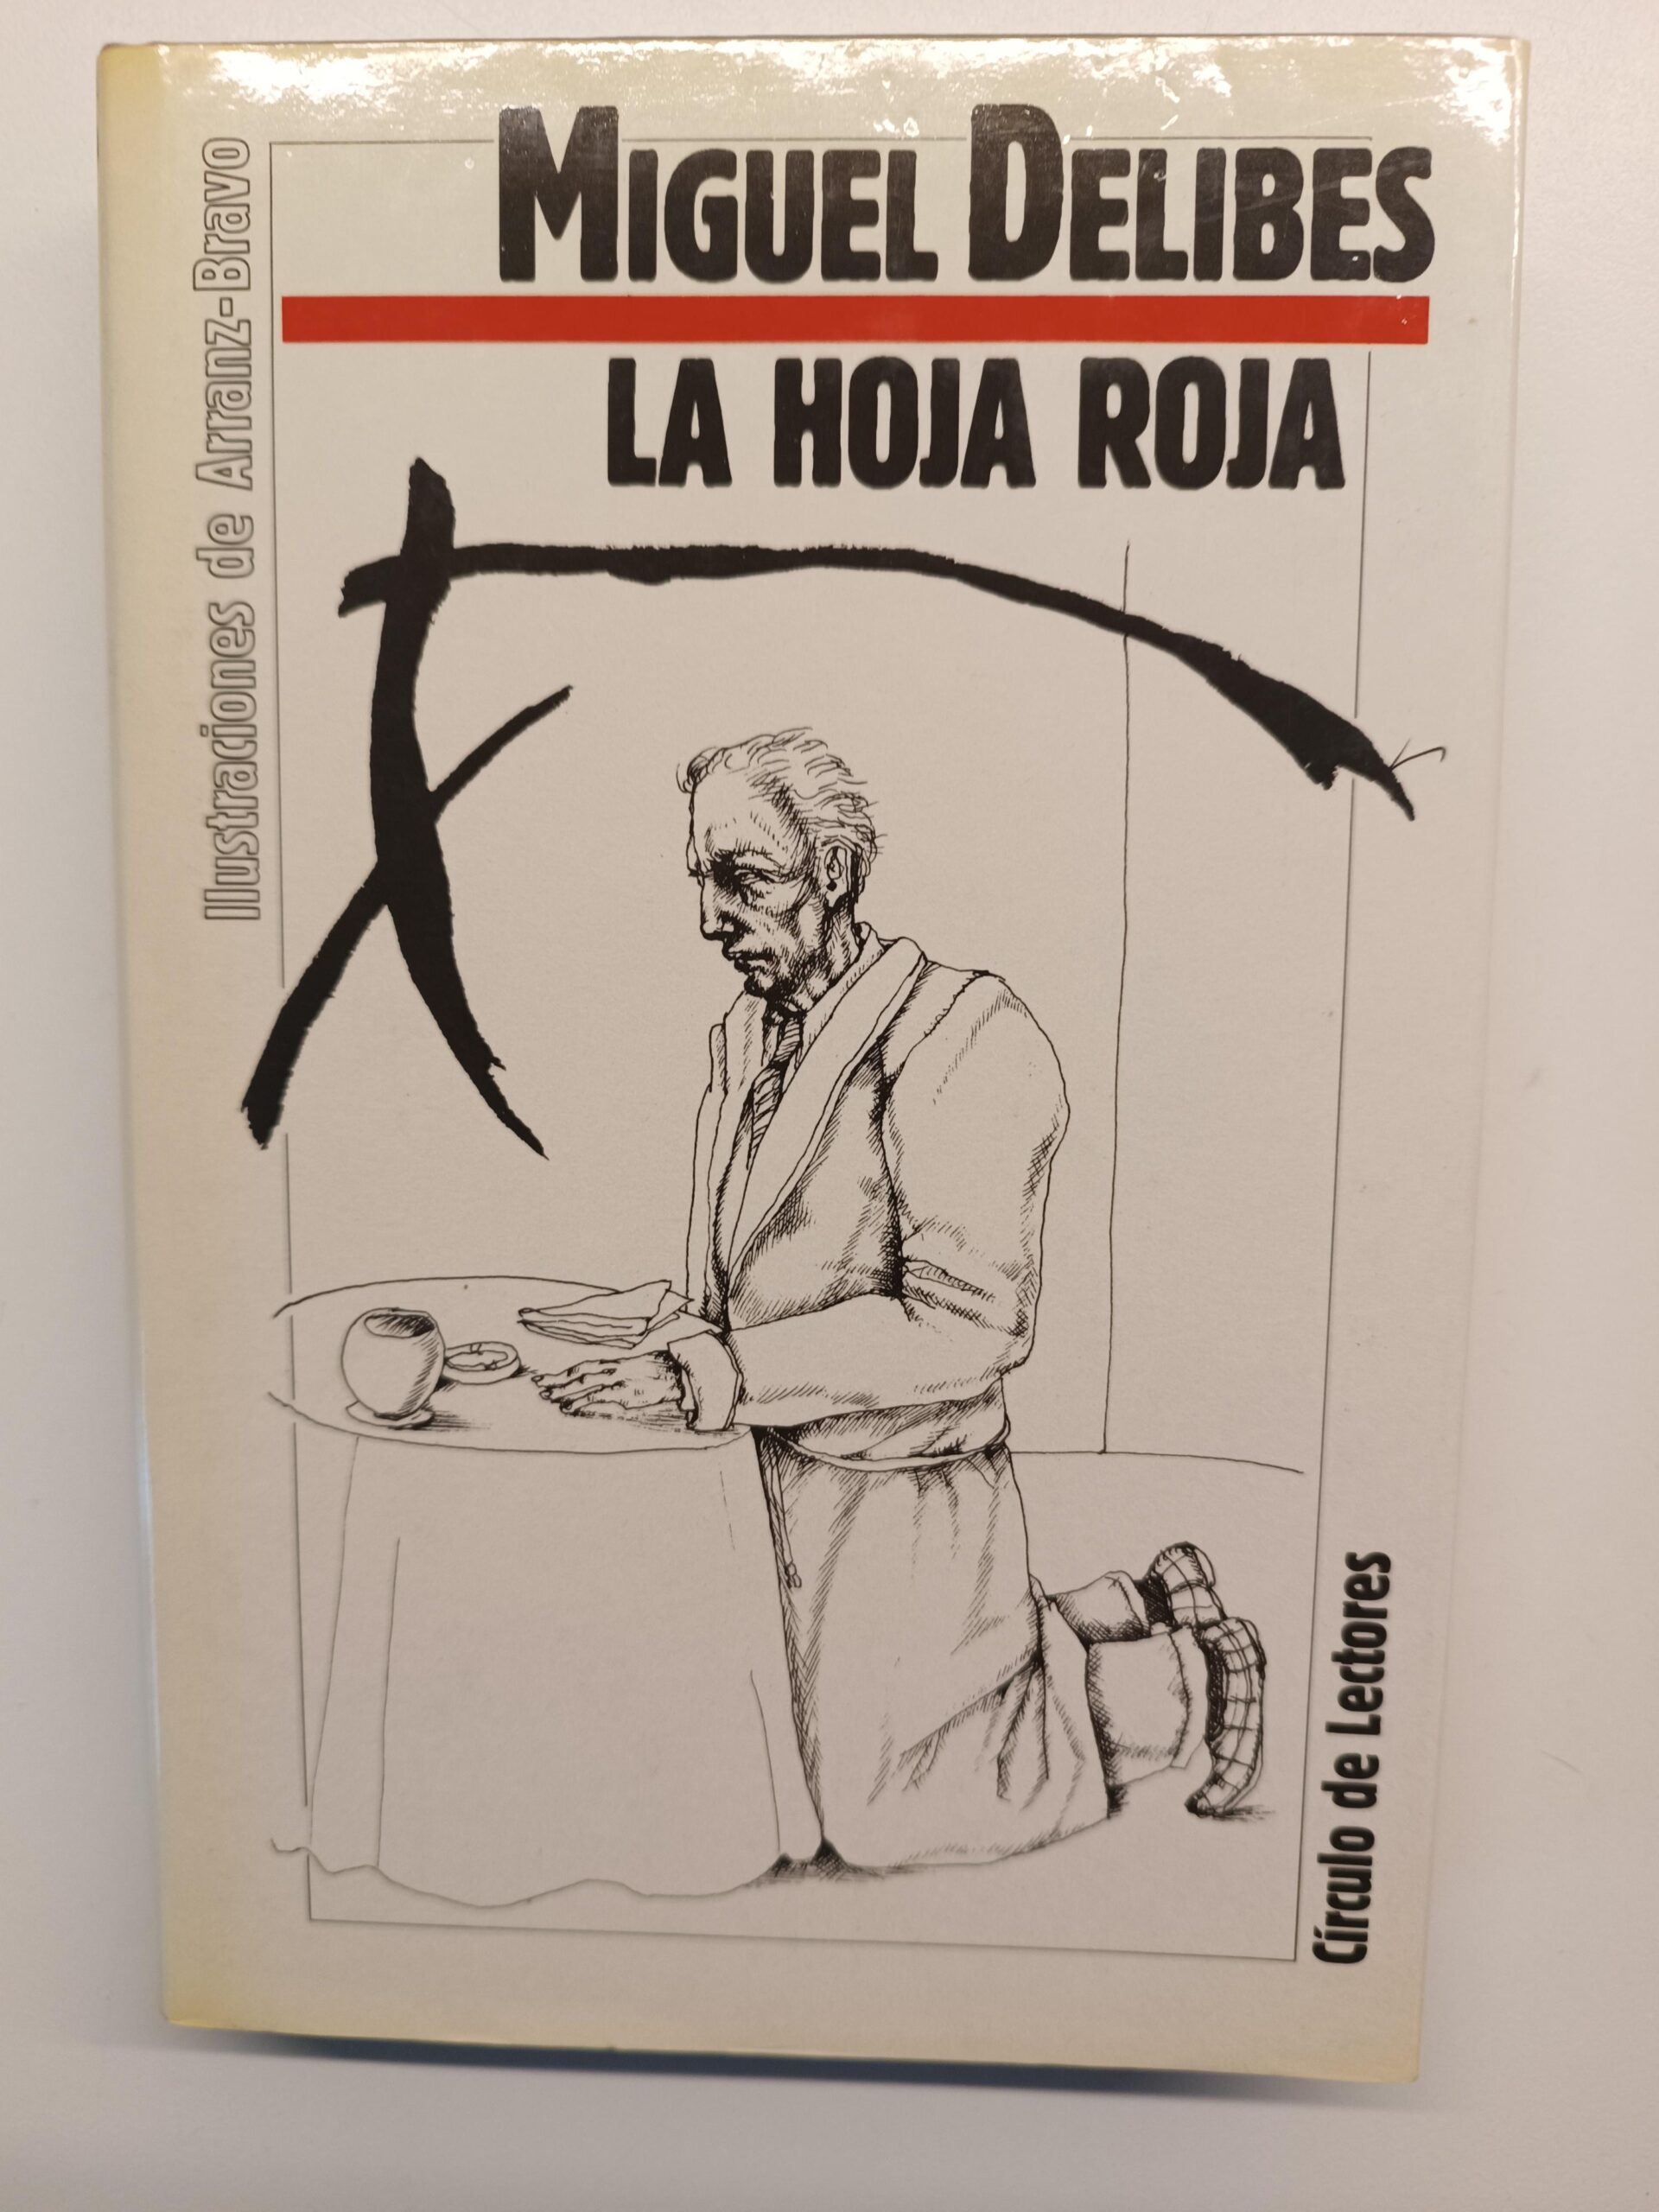 MIGUEL DELIBES
LA HOJA ROJA
Ilustraciones de Arranz-Bravo
Círculo de Lectores